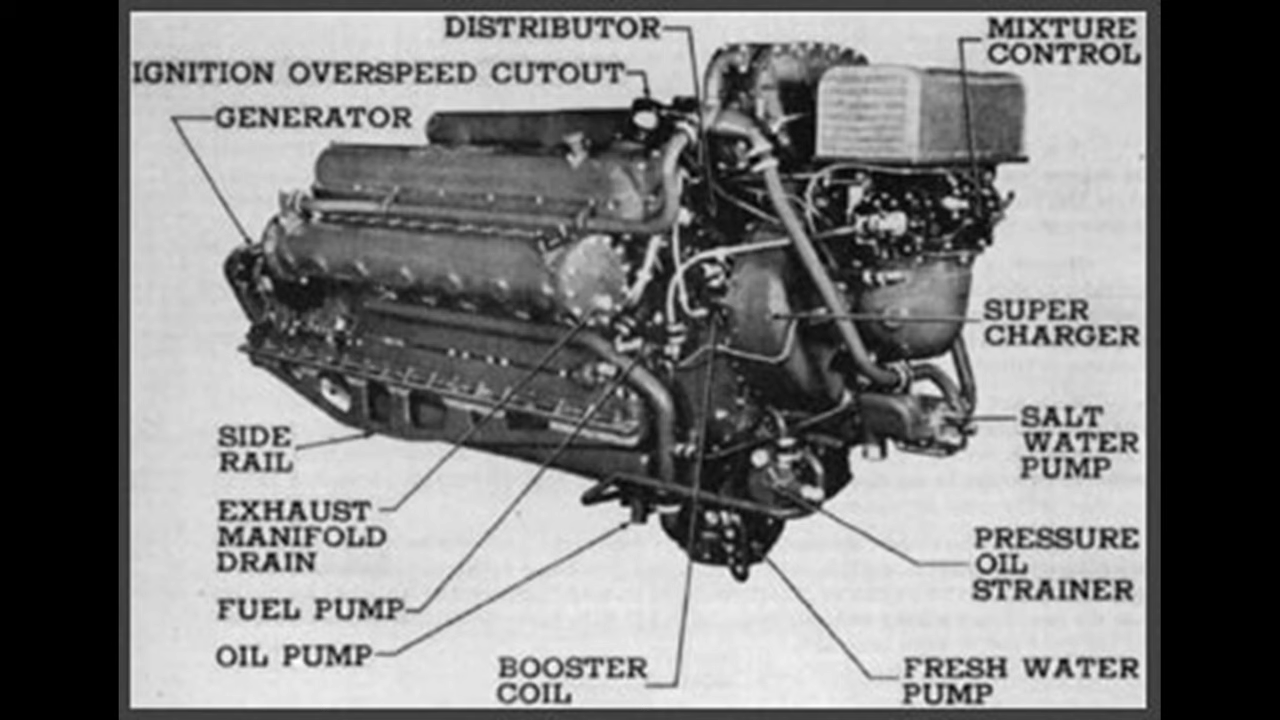 DISTRIBUTOR
MIXTURE
CONTROL
IGNITION OVERSPEED CUTOUT
GENERATOR
SUPER
CHARGER
SALT
WATER
PUMP
SIDE
RAIL
EXHAUST
MANIFOLD
DRAIN
PRESSURE
OIL
STRAINER
FUEL PUMP
OIL PUMP
BOOSTER
COIL
FRESH WATER
PUMP